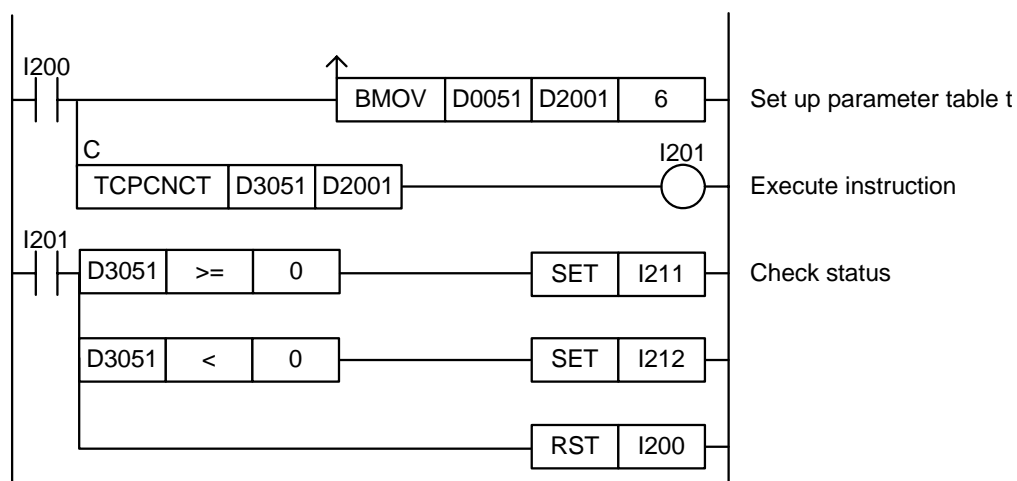 I200
BMOV D0051 D2001 6 Set up parameter table t
C I201
TCPCNCT D3051 D2001 Execute instruction
I201
D3051 >= 0 SET I211 Check status
D3051 < 0 SET I212
RST I200